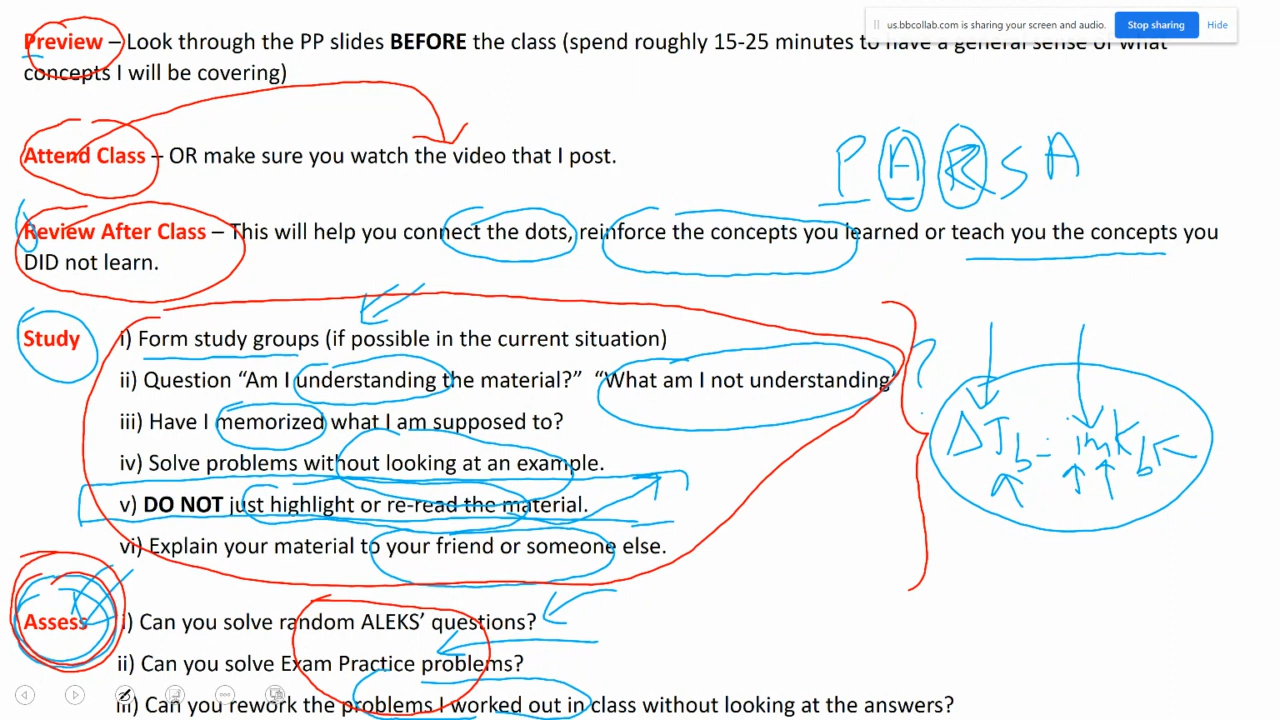 us.bbcollab.com is sharing your screen and audio. Stop sharing Hide
Preview – Look through the PP slides BEFORE the class (spend roughly 15-25 minutes to have a general sense of what
concepts I will be covering)
Attend Class – OR make sure you watch the video that I post.
P A R S A
Review After Class – This will help you connect the dots, reinforce the concepts you learned or teach you the concepts you
DID not learn.
Study i) Form study groups (if possible in the current situation)
ii) Question “Am I understanding the material?” “What am I not understanding”
?
iii) Have I memorized what I am supposed to?
ΔTb = imKb
iv) Solve problems without looking at an example.
v) DO NOT just highlight or re-read the material.
vi) Explain your material to your friend or someone else.
Assess i) Can you solve random ALEKS’ questions?
ii) Can you solve Exam Practice problems?
iii) Can you rework the problems I worked out in class without looking at the answers?